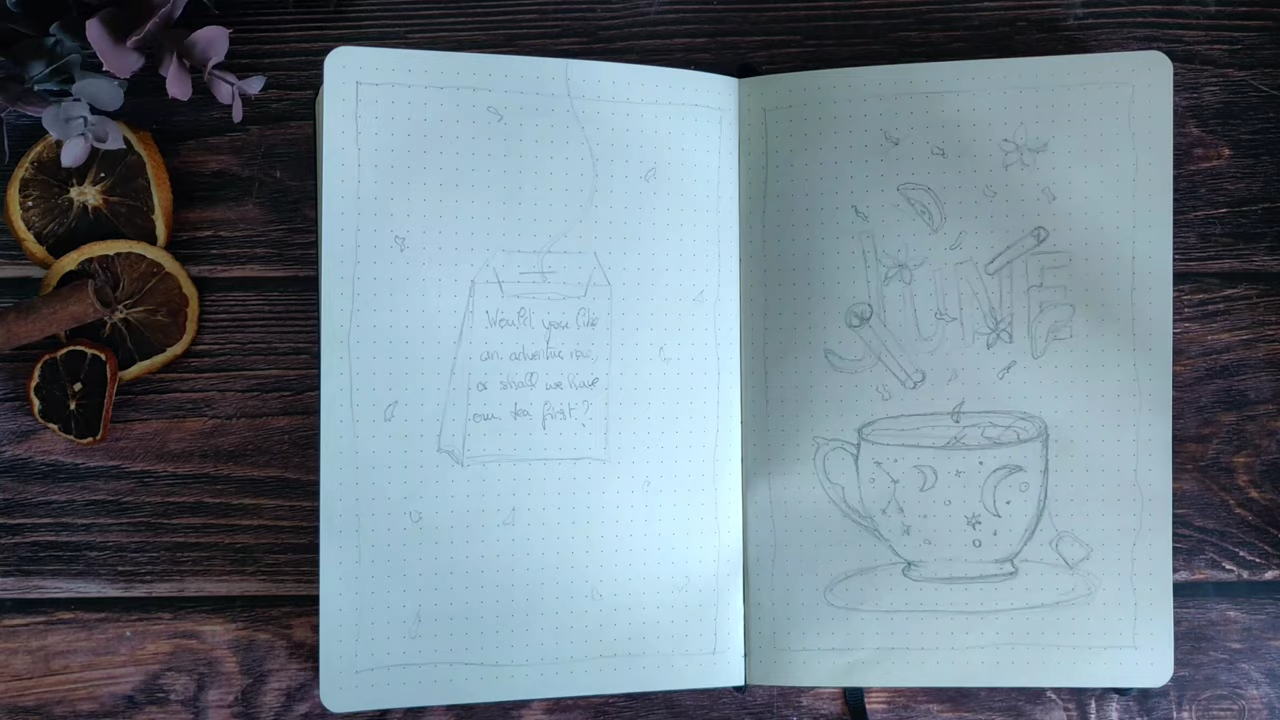 Would you like
an adventure now,
or shall we have
our tea first?
JUNE